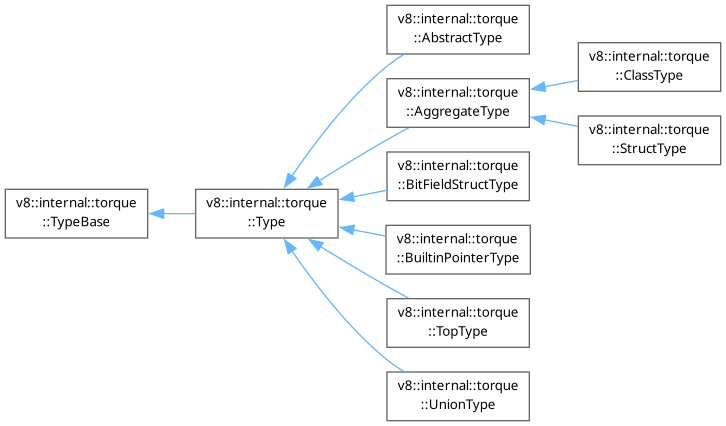 v8::internal::torque
::TypeBase
v8::internal::torque
::Type
v8::internal::torque
::AbstractType
v8::internal::torque
::AggregateType
v8::internal::torque
::BitFieldStructType
v8::internal::torque
::BuiltinPointerType
v8::internal::torque
::TopType
v8::internal::torque
::UnionType
v8::internal::torque
::ClassType
v8::internal::torque
::StructType